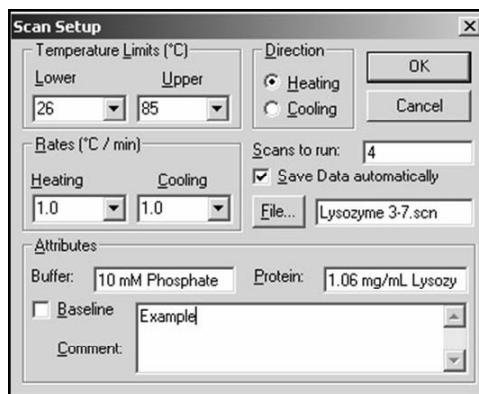 Scan Setup
Temperature Limits (°C)
Lower
Upper
26
85
Direction
Heating
Cooling
OK
Cancel
Rates (°C / min)
Heating
Cooling
1.0
1.0
Scans to run:
4
Save Data automatically
File...
Lysozyme 3-7.scn
Attributes
Buffer:
10 mM Phosphate
Protein:
1.06 mg/mL Lysozy
Baseline
Comment:
Example